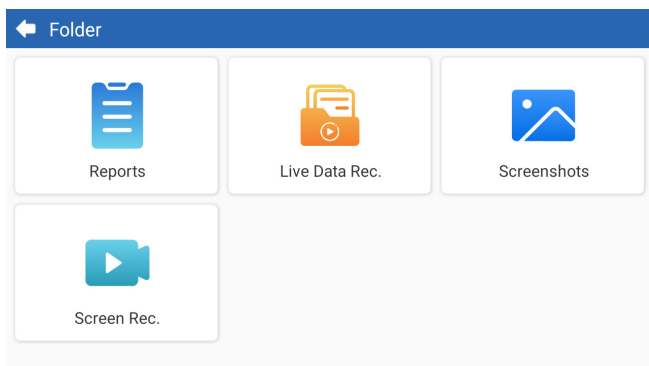 Folder
Reports
Live Data Rec.
Screenshots
Screen Rec.